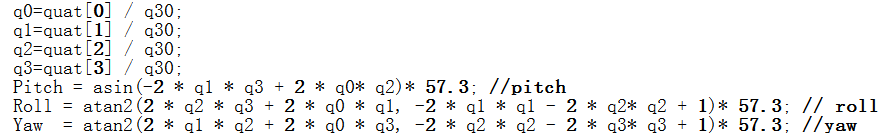 q0=quat[0] / q30;
q1=quat[1] / q30;
q2=quat[2] / q30;
q3=quat[3] / q30;
Pitch = asin(-2 * q1 * q3 + 2 * q0* q2)* 57.3; //pitch
Roll = atan2(2 * q2 * q3 + 2 * q0 * q1, -2 * q1 * q1 - 2 * q2* q2 + 1)* 57.3; // roll
Yaw  = atan2(2 * q1 * q2 + 2 * q0 * q3, -2 * q2 * q2 - 2 * q3* q3 + 1)* 57.3; //yaw